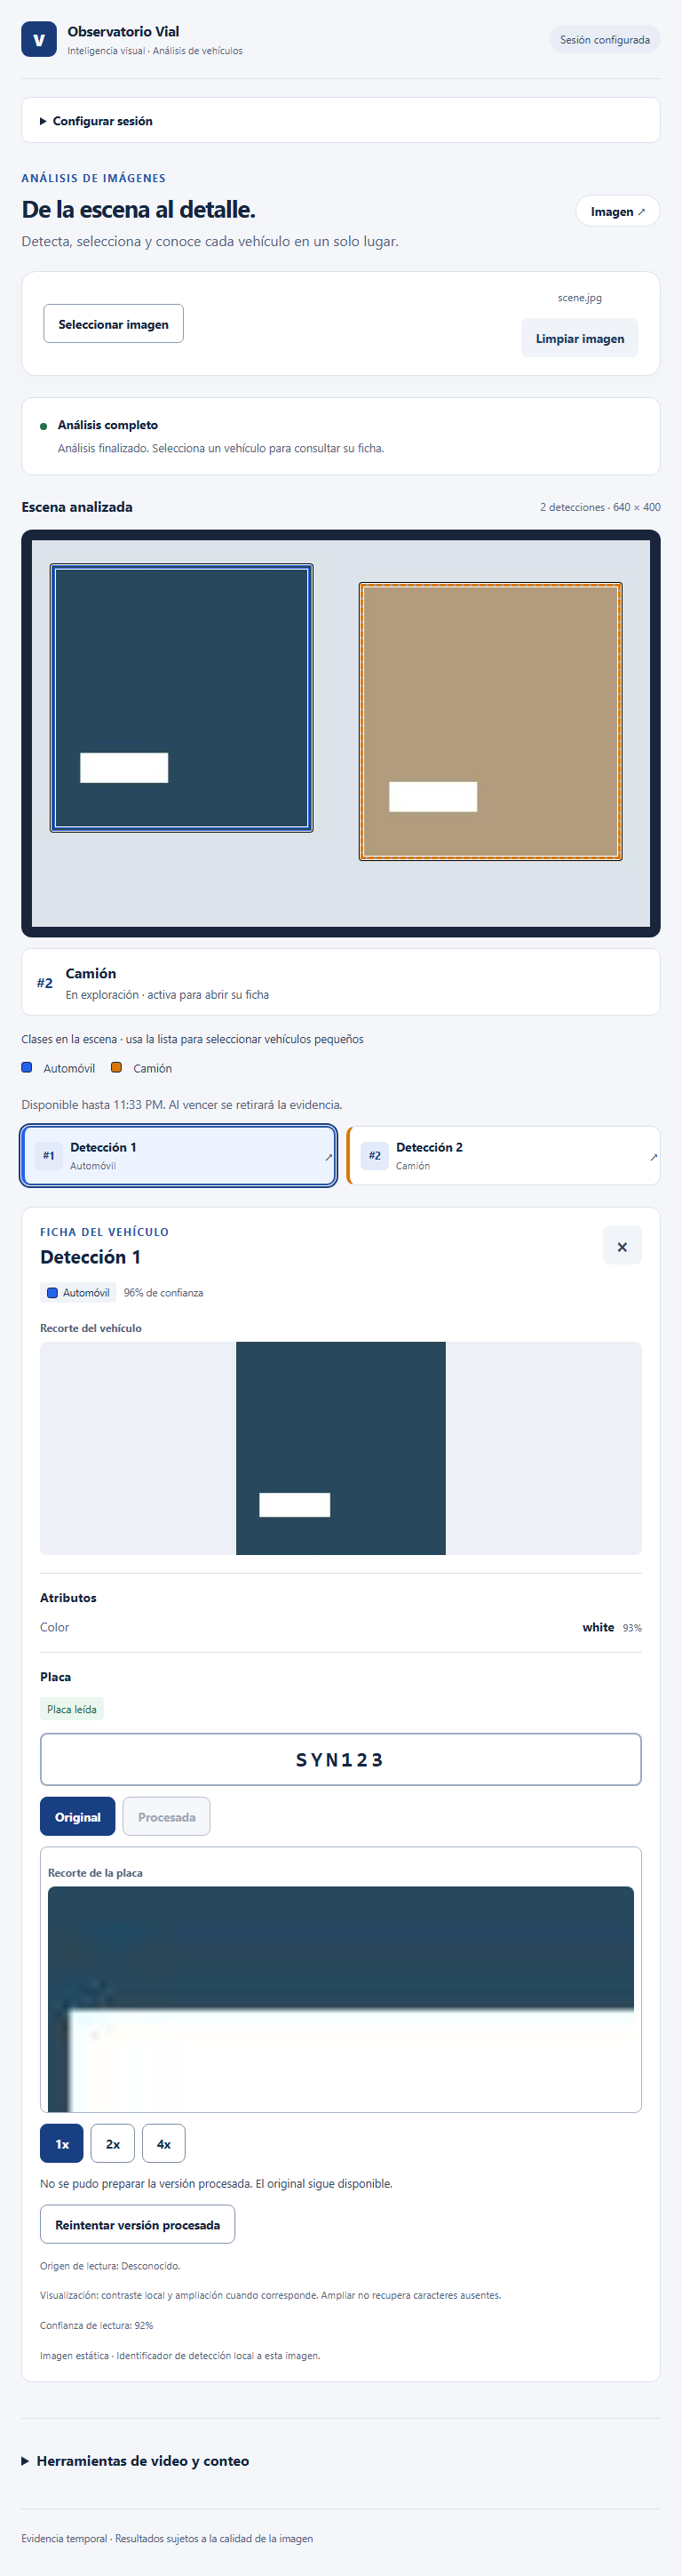 V
Observatorio Vial
Inteligencia visual · Análisis de vehículos
Sesión configurada
▶ Configurar sesión
ANÁLISIS DE IMÁGENES
De la escena al detalle.
Imagen ↗
Detecta, selecciona y conoce cada vehículo en un solo lugar.
Seleccionar imagen
scene.jpg
Limpiar imagen
Análisis completo
Análisis finalizado. Selecciona un vehículo para consultar su ficha.
Escena analizada
2 detecciones · 640 × 400
#2
Camión
En exploración · activa para abrir su ficha
Clases en la escena · usa la lista para seleccionar vehículos pequeños
Automóvil
Camión
Disponible hasta 11:33 PM. Al vencer se retirará la evidencia.
#1
Detección 1
Automóvil
↗
#2
Detección 2
Camión
↗
FICHA DEL VEHÍCULO
Detección 1
×
Automóvil
96% de confianza
Recorte del vehículo
Atributos
Color
white 93%
Placa
Placa leída
SYN123
Original
Procesada
Recorte de la placa
1x
2x
4x
No se pudo preparar la versión procesada. El original sigue disponible.
Reintentar versión procesada
Origen de lectura: Desconocido.
Visualización: contraste local y ampliación cuando corresponde. Ampliar no recupera caracteres ausentes.
Confianza de lectura: 92%
Imagen estática · Identificador de detección local a esta imagen.
▶ Herramientas de video y conteo
Evidencia temporal · Resultados sujetos a la calidad de la imagen